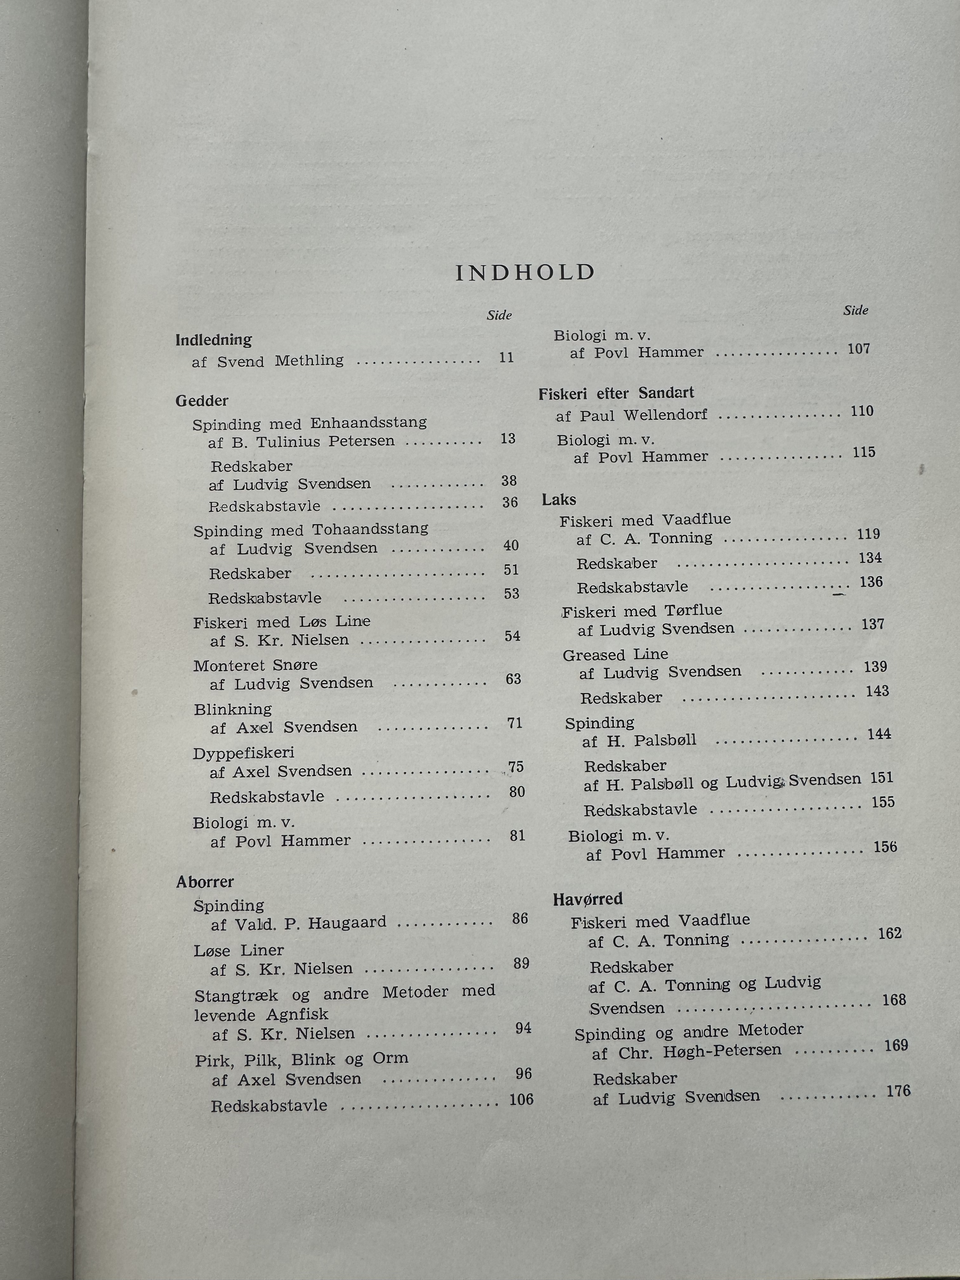 INDHOLD
Side
Indledning
af Svend Methling ................ 11
Gedder
Spinding med Enhaandsstang
af B. Tulinius Petersen .......... 13
Redskaber
af Ludvig Svendsen ............ 38
Redskabstavle ................... 36
Spinding med Tohaandsstang
af Ludvig Svendsen ............ 40
Redskaber ...................... 51
Redskabstavle .................. 53
Fiskeri med Løs Line
af S. Kr. Nielsen ................ 54
Monteret Snøre
af Ludvig Svendsen ............ 63
Blinkning
af Axel Svendsen .............. 71
Dyppefiskeri
af Axel Svendsen ................ 75
Redskabstavle .................... 80
Biologi m. v.
af Povl Hammer ................ 81
Aborrer
Spinding
af Vald. P. Haugaard ............ 86
Løse Liner
af S. Kr. Nielsen ................ 89
Stangtræk og andre Metoder med
levende Agnfisk
af S. Kr. Nielsen ................ 94
Pirk, Pilk, Blink og Orm
af Axel Svendsen .............. 96
Redskabstavle .................... 106
Side
Biologi m. v.
af Povl Hammer ................ 107
Fiskeri efter Sandart
af Paul Wellendorf ................ 110
Biologi m. v.
af Povl Hammer ................ 115
Laks
Fiskeri med Vaadflue
af C. A. Tonning ................ 119
Redskaber ...................... 134
Redskabstavle .................. 136
Fiskeri med Tørflue
af Ludvig Svendsen .............. 137
Greased Line
af Ludvig Svendsen ............ 139
Redskaber ...................... 143
Spinding
af H. Palsbøll .................. 144
Redskaber
af H. Palsbøll og Ludvig Svendsen 151
Redskabstavle .................... 155
Biologi m. v.
af Povl Hammer ................ 156
Havørred
Fiskeri med Vaadflue
af C. A. Tonning ................ 162
Redskaber
af C. A. Tonning og Ludvig
Svendsen ......................... 168
Spinding og andre Metoder
af Chr. Høgh-Petersen .......... 169
Redskaber
af Ludvig Svendsen ............ 176